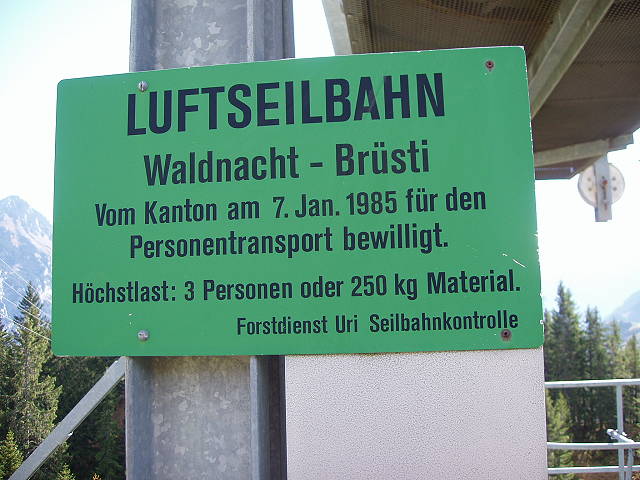 LUFTSEILBAHN
Waldnacht - Brüsti
Vom Kanton am 7. Jan. 1985 für den
Personentransport bewilligt.
Höchstlast: 3 Personen oder 250 kg Material.
Forstdienst Uri Seilbahnkontrolle